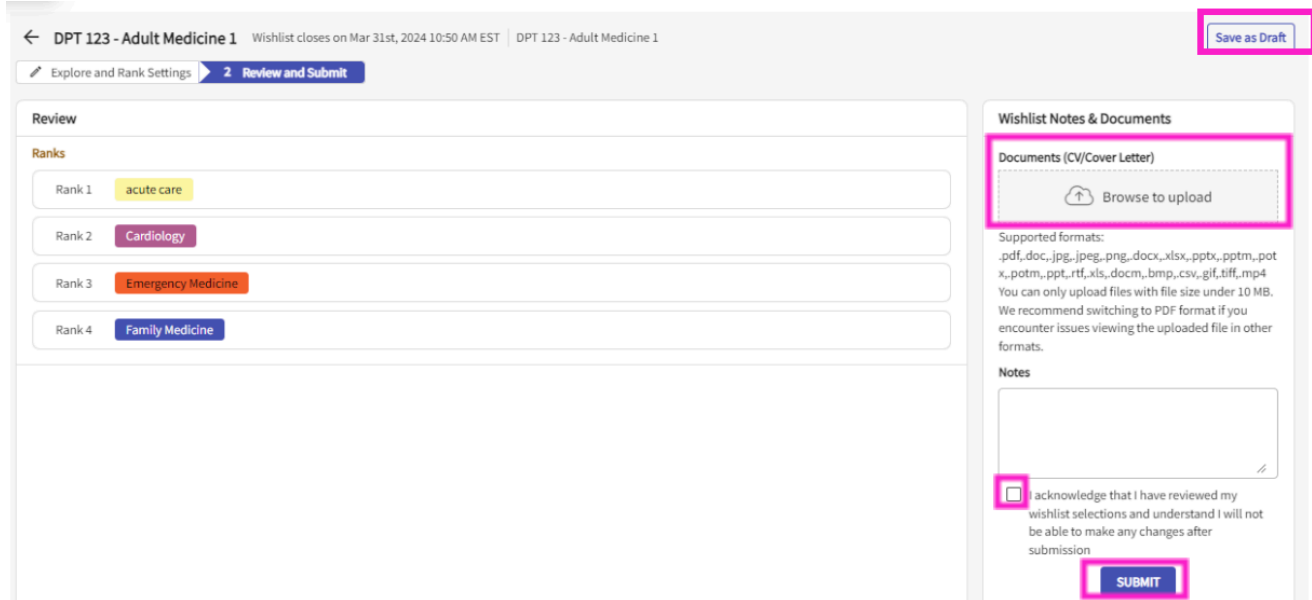 DPT 123 - Adult Medicine 1 Wishlist closes on Mar 31st, 2024 10:50 AM EST DPT 123 - Adult Medicine 1
Save as Draft
Explore and Rank Settings 2 Review and Submit
Review
Ranks
Rank 1 acute care
Rank 2 Cardiology
Rank 3 Emergency Medicine
Rank 4 Family Medicine
Wishlist Notes & Documents
Documents (CV/Cover Letter)
Browse to upload
Supported formats:
.pdf,.doc,.jpg,.jpeg,.png,.docx,.xlsx,.pptx,.pptm,.pot
x,.potm,.ppt,.rtf,.xls,.docm,.bmp,.csv,.gif,.tiff,.mp4
You can only upload files with file size under 10 MB.
We recommend switching to PDF format if you
encounter issues viewing the uploaded file in other
formats.
Notes
I acknowledge that I have reviewed my
wishlist selections and understand I will not
be able to make any changes after
submission
SUBMIT